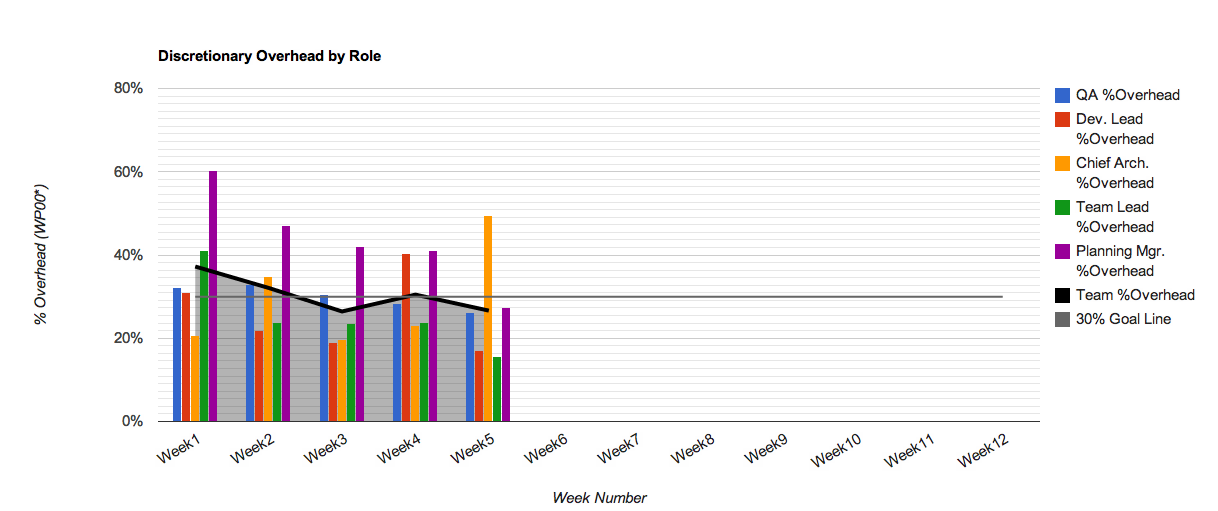 Discretionary Overhead by Role
80%
60%
40%
20%
0%
% Overhead (WP00*)
Week1
Week2
Week3
Week4
Week5
Week6
Week7
Week8
Week9
Week10
Week11
Week12
Week Number
QA %Overhead
Dev. Lead
%Overhead
Chief Arch.
%Overhead
Team Lead
%Overhead
Planning Mgr.
%Overhead
Team %Overhead
30% Goal Line